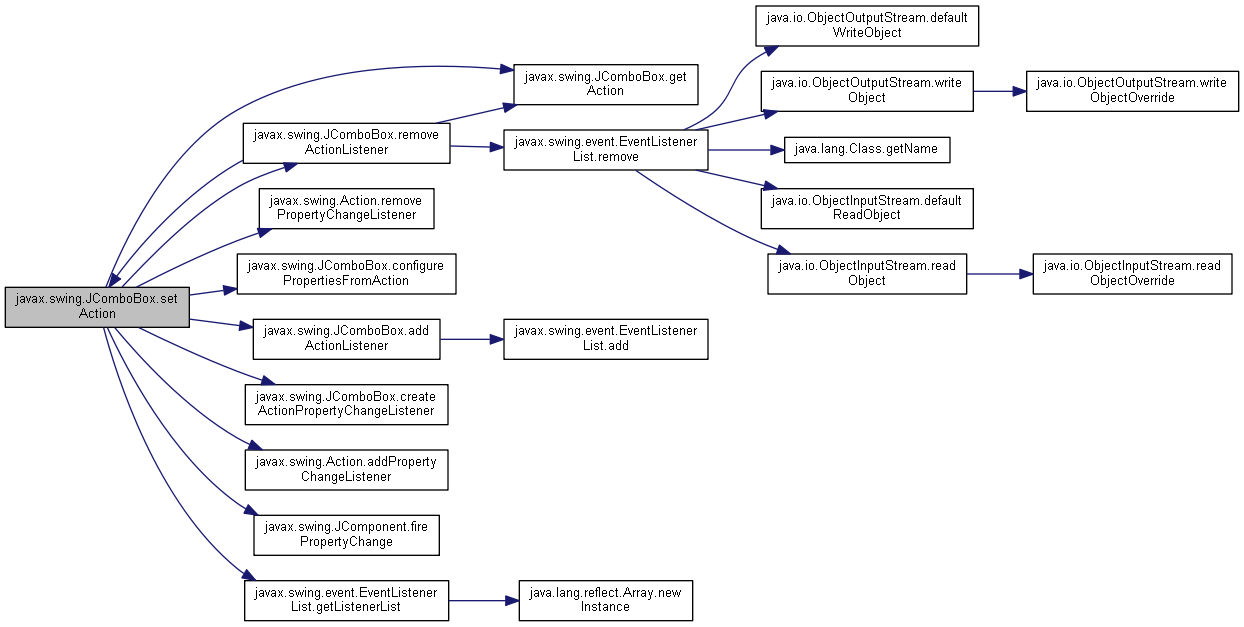 java.io.ObjectOutputStream.default
WriteObject
javax.swing.JComboBox.get
Action
java.io.ObjectOutputStream.write
Object
java.io.ObjectOutputStream.write
ObjectOverride
javax.swing.JComboBox.remove
ActionListener
javax.swing.event.EventListener
List.remove
java.lang.Class.getName
javax.swing.Action.remove
PropertyChangeListener
java.io.ObjectInputStream.default
ReadObject
javax.swing.JComboBox.configure
PropertiesFromAction
java.io.ObjectInputStream.read
Object
java.io.ObjectInputStream.read
ObjectOverride
javax.swing.JComboBox.set
Action
javax.swing.JComboBox.add
ActionListener
javax.swing.event.EventListener
List.add
javax.swing.JComboBox.create
ActionPropertyChangeListener
javax.swing.Action.addProperty
ChangeListener
javax.swing.JComponent.fire
PropertyChange
javax.swing.event.EventListener
List.getListenerList
java.lang.reflect.Array.new
Instance